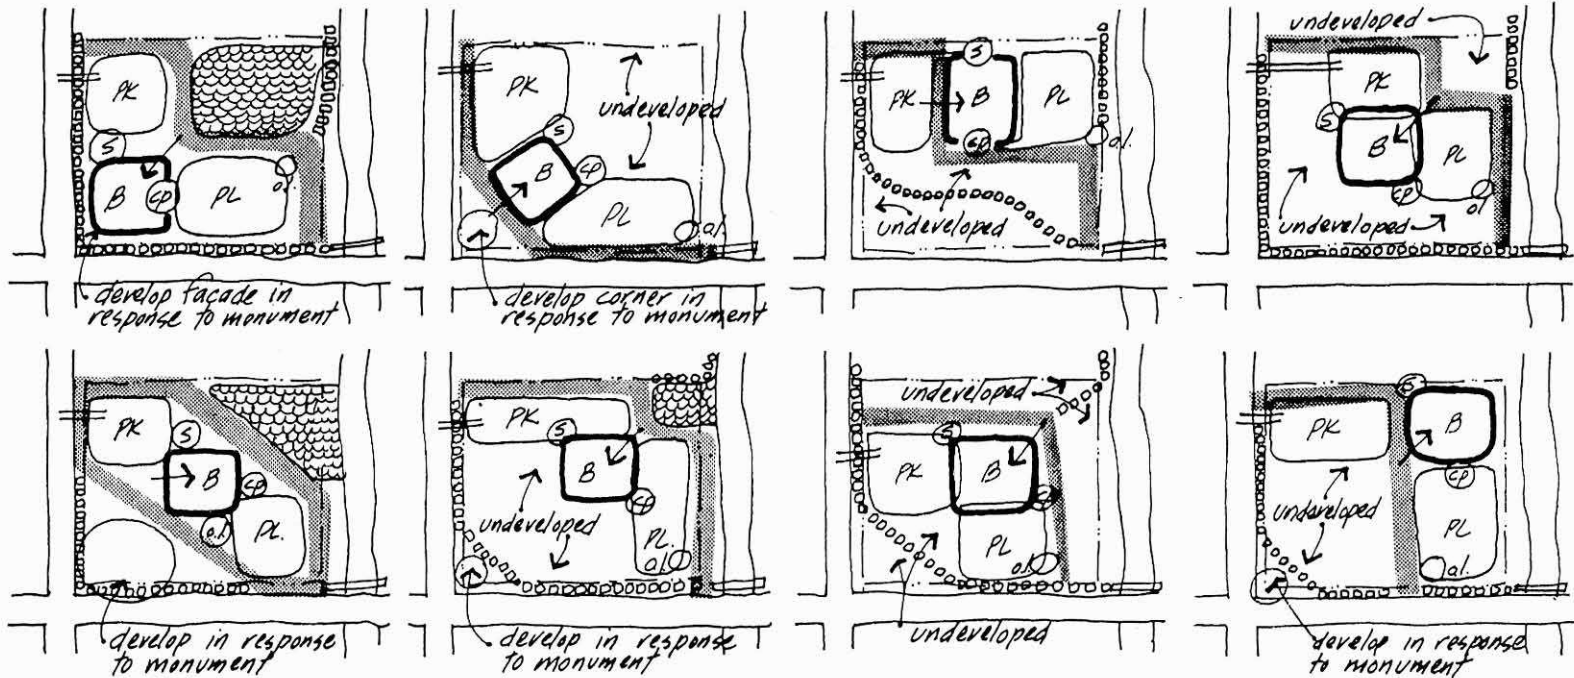 PK
S
B
CP
PL
o.l.
develop façade in
response to monument
PK
undeveloped
S
B
CP
PL
o.l.
develop corner in
response to monument
S
PK
B
PL
CP
o.l.
undeveloped
undeveloped
PK
S
B
PL
CP
o.l.
undeveloped
PK
S
B
CP
o.l.
PL.
develop in response
to monument
PK
S
B
CP
undeveloped
PL.
o.l.
develop in response
to monument
undeveloped
S
PK
B
CP
PL
o.l.
undeveloped
S
PK
B
CP
undeveloped
PL
o.l.
develop in response
to monument